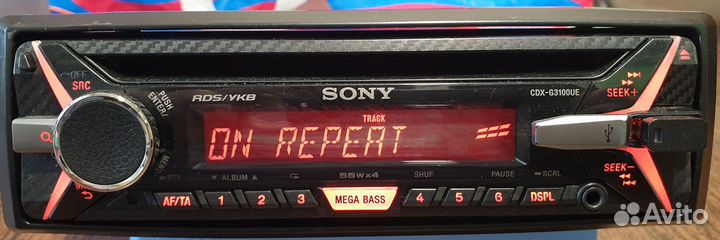 OFF
SRC
PUSH
ENTER/
RDS/УКВ
SONY
CDX-G3100UE
SEEK+
TRACK
ON REPEAT
SEEK-
PTY
ALBUM
55W×4
SHUF
PAUSE
SCRL
AF/TA
1
2
3
MEGA BASS
4
5
6
DSPL
Avito